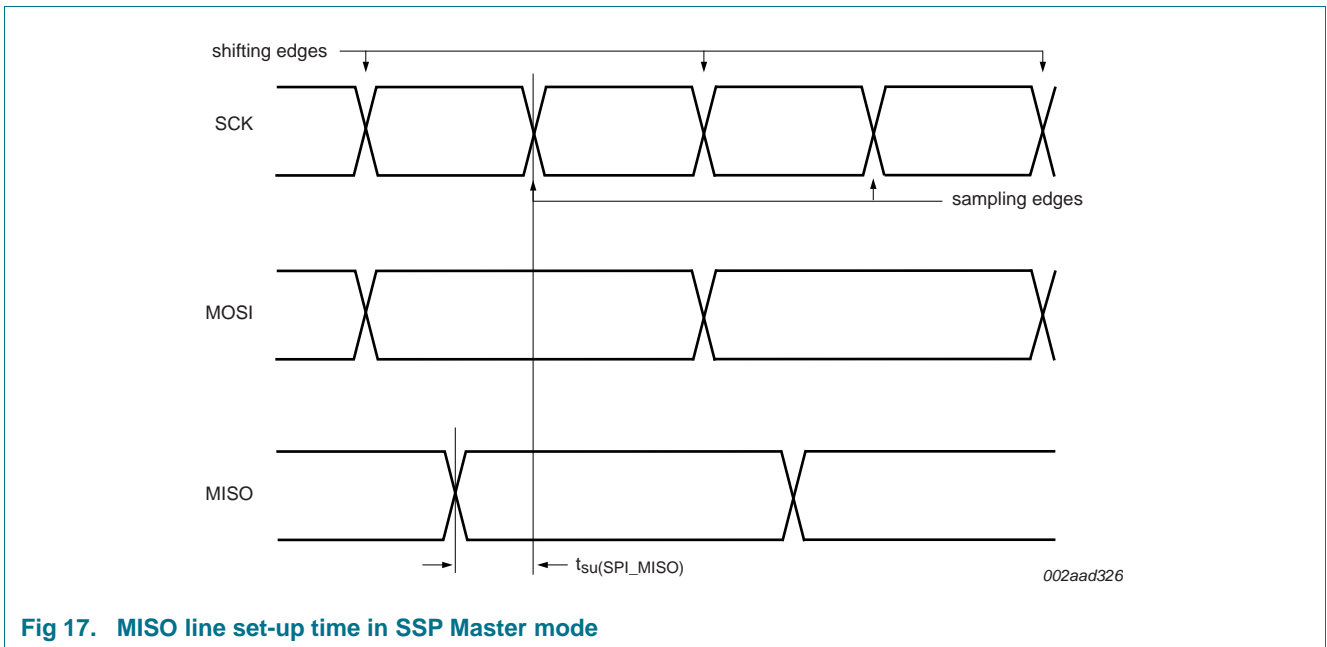 shifting edges
SCK
sampling edges
MOSI
MISO
tsu(SPI_MISO)
002aad326
Fig 17. MISO line set-up time in SSP Master mode